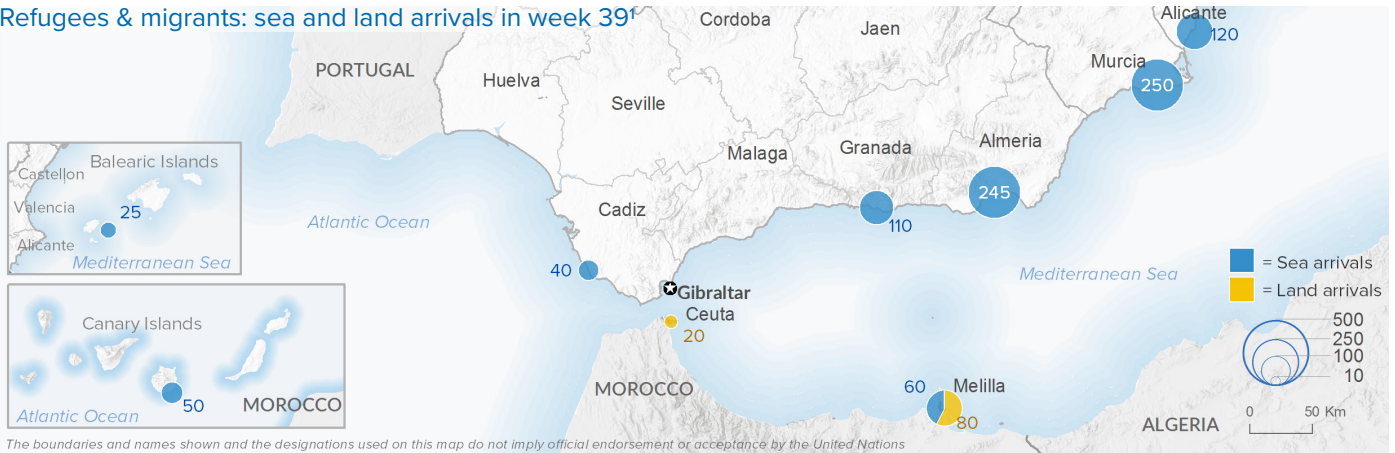 Refugees & migrants: sea and land arrivals in week 39¹
Cordoba
Jaen
Alicante
120
PORTUGAL
Huelva
Seville
Murcia
250
Malaga
Granada
Almeria
245
110
Cadiz
40
Atlantic Ocean
Mediterranean Sea
Gibraltar
Ceuta
20
MOROCCO
60
Melilla
80
ALGERIA
Balearic Islands
Castellon
Valencia
25
Alicante
Mediterranean Sea
Canary Islands
50
MOROCCO
Atlantic Ocean
= Sea arrivals
= Land arrivals
500
250
100
10
0 50 Km
The boundaries and names shown and the designations used on this map do not imply official endorsement or acceptance by the United Nations